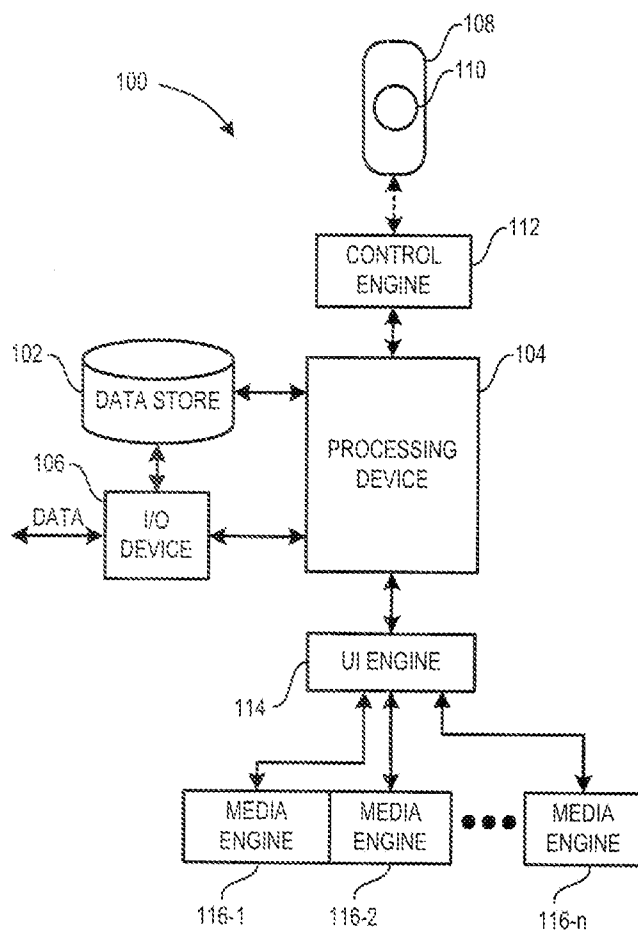 108
110
100
112
CONTROL
ENGINE
102
104
DATA STORE
PROCESSING
DEVICE
106
DATA
I/O
DEVICE
UI ENGINE
114
MEDIA
ENGINE
MEDIA
ENGINE
MEDIA
ENGINE
116-1
116-2
116-n